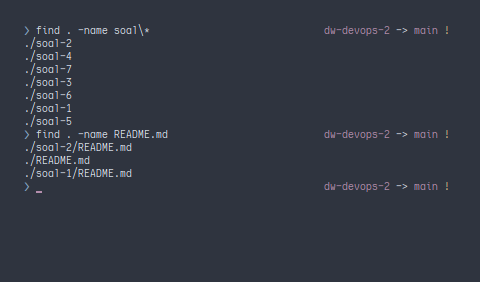 ❯ find . -name soal\* dw-devops-2 -> main !
./soal-2
./soal-4
./soal-7
./soal-3
./soal-6
./soal-1
./soal-5
❯ find . -name README.md dw-devops-2 -> main !
./soal-2/README.md
./README.md
./soal-1/README.md
❯ _ dw-devops-2 -> main !